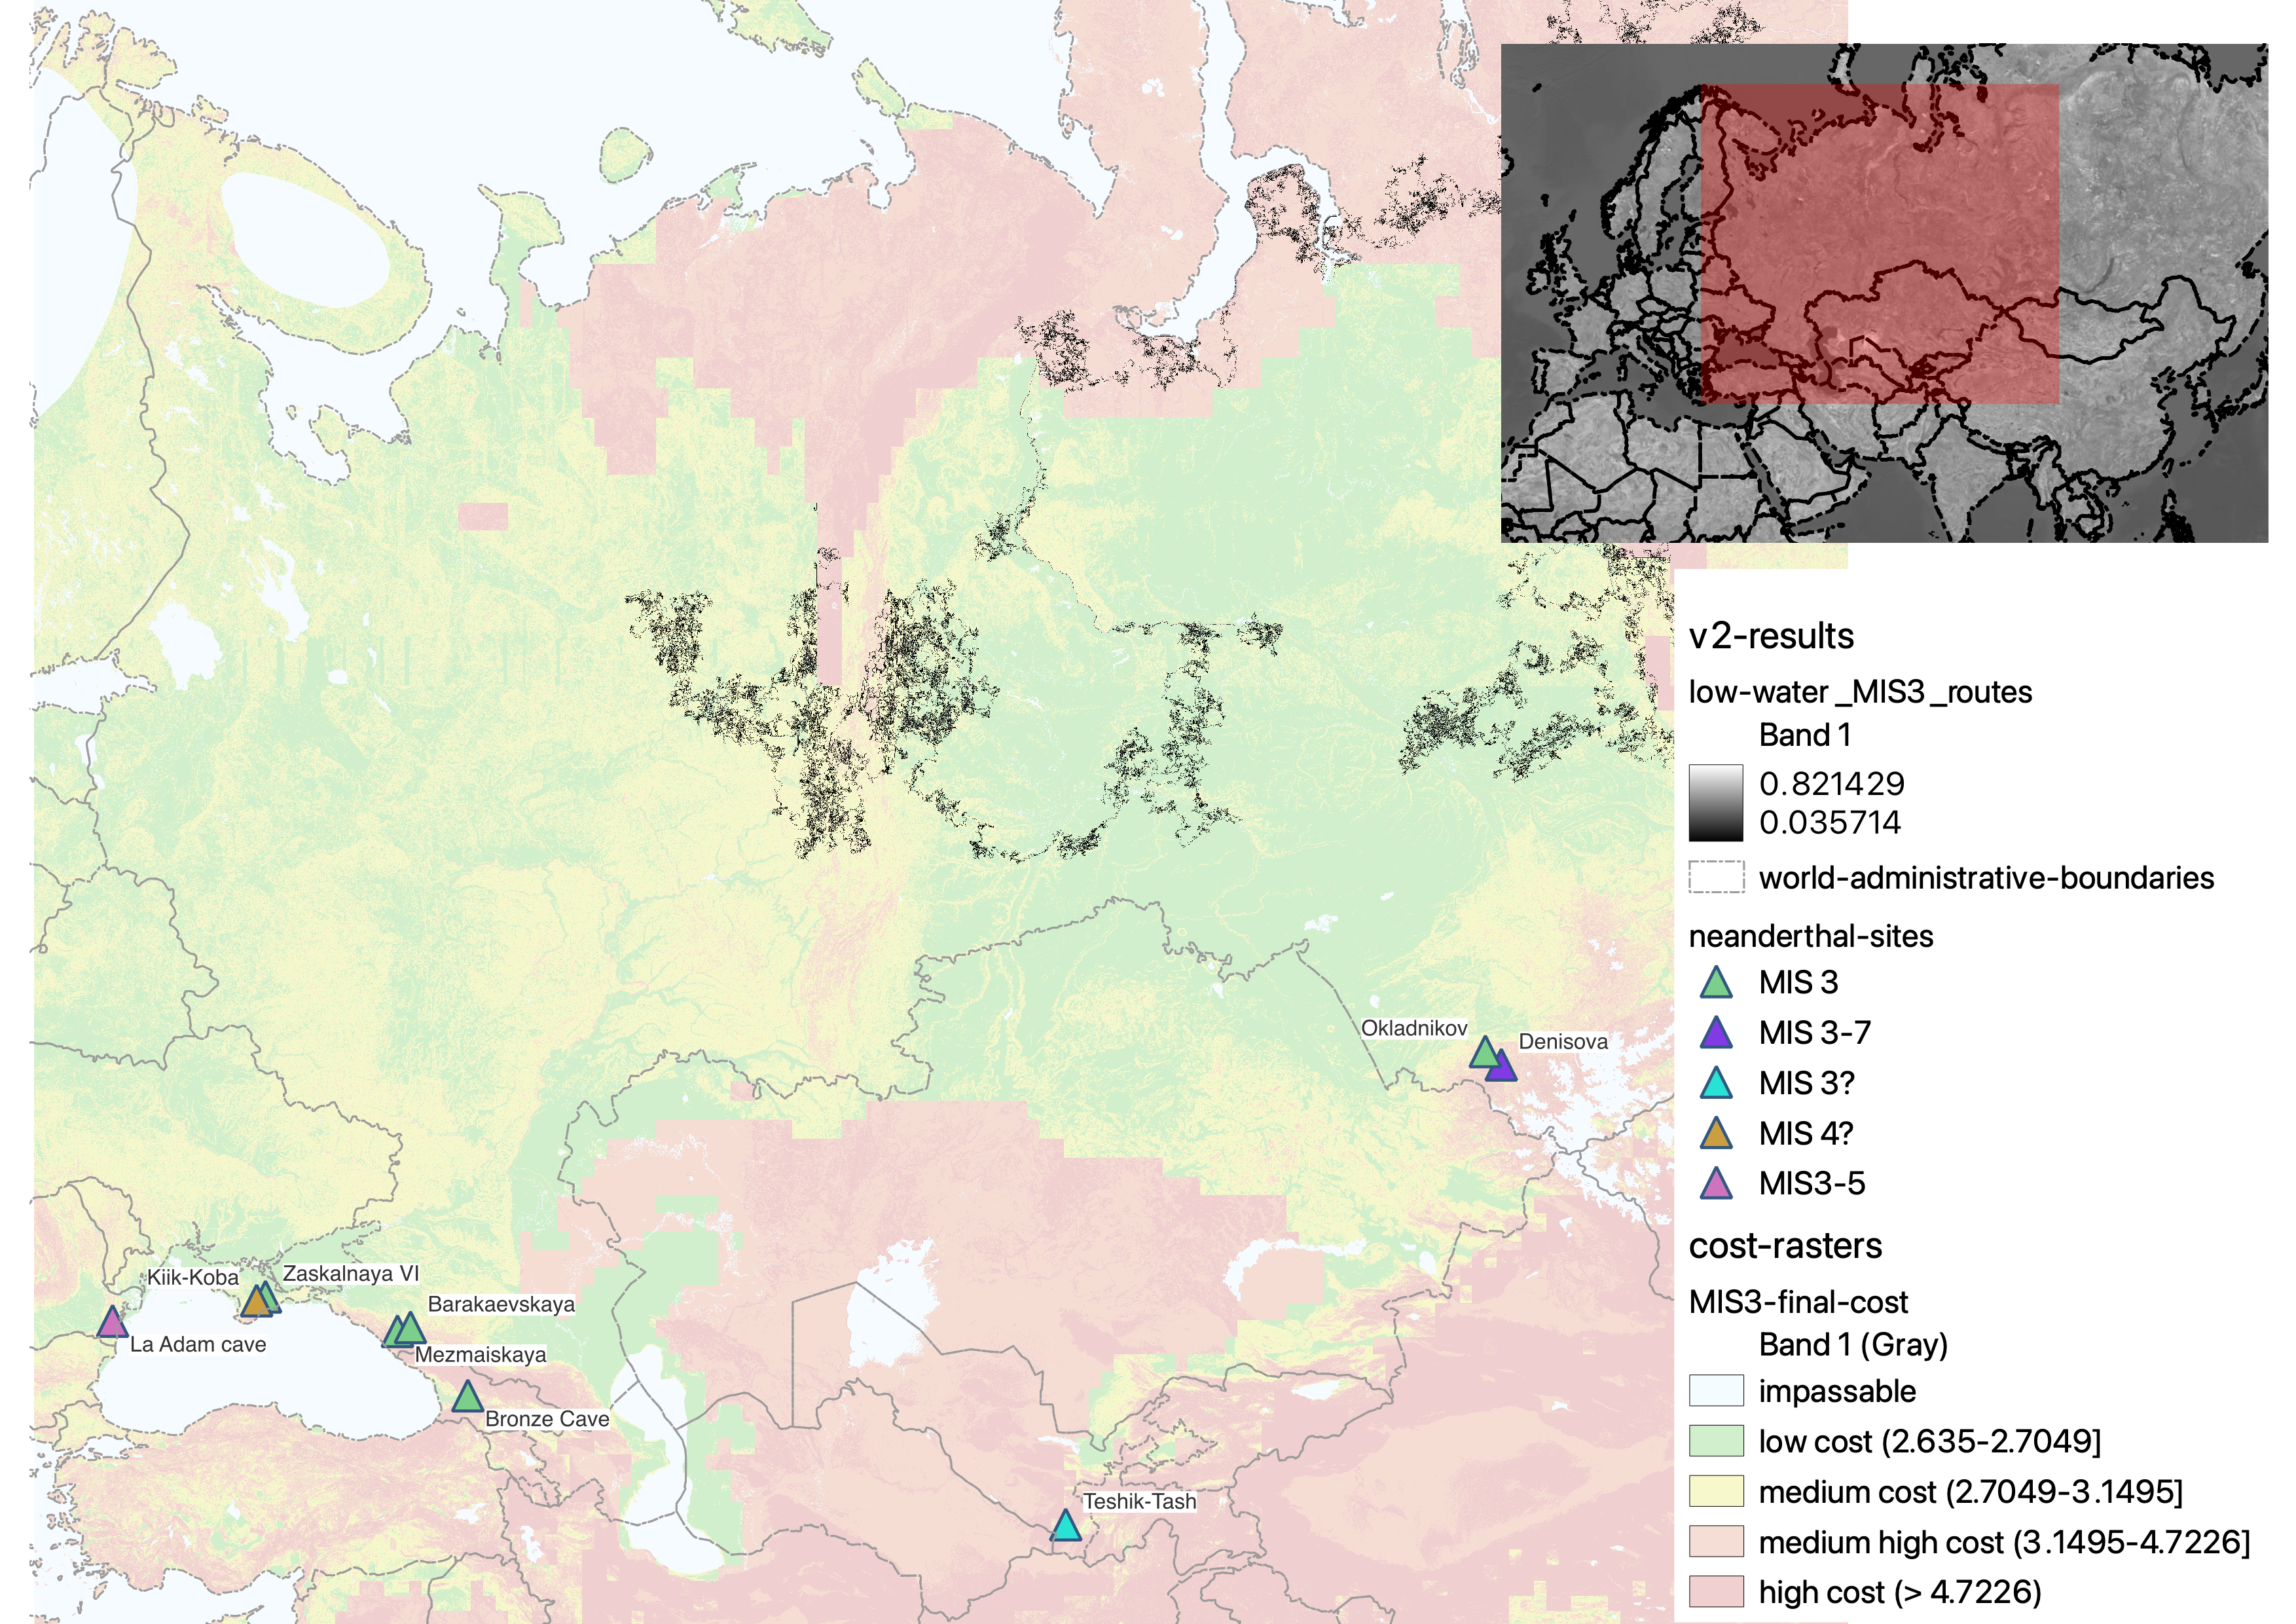 Okladnikov
Denisova
Kiik-Koba
Zaskalnaya VI
Barakaevskaya
La Adam cave
Mezmaiskaya
Bronze Cave
Teshik-Tash
v2-results
low-water_MIS3_routes
Band 1
0.821429
0.035714
world-administrative-boundaries
neanderthal-sites
MIS 3
MIS 3-7
MIS 3?
MIS 4?
MIS3-5
cost-rasters
MIS3-final-cost
Band 1 (Gray)
impassable
low cost (2.635-2.7049]
medium cost (2.7049-3.1495]
medium high cost (3.1495-4.7226]
high cost (> 4.7226)